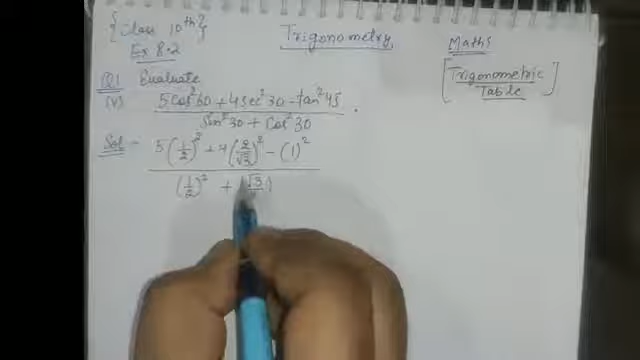 {Class 10th}
Ex 8.2
Trigonometry
Maths
[Trigonometric
Table]
Q1 Evaluate
(v) 5cos²60 + 4sec²30 - tan²45
sin²30 + cos²30
Sol - 5(1/2)² + 4(2/√3)² - (1)²
(1/2)² + (√3